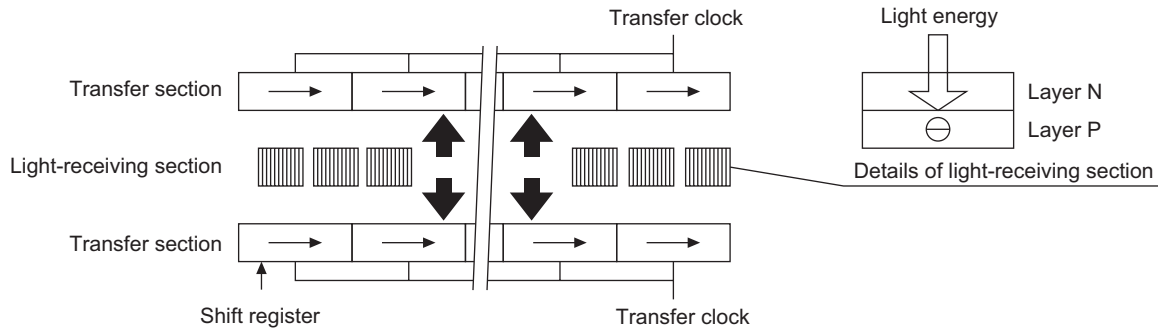 Transfer clock
Light energy
Transfer section
Layer N
Layer P
Light-receiving section
Details of light-receiving section
Transfer section
Shift register
Transfer clock